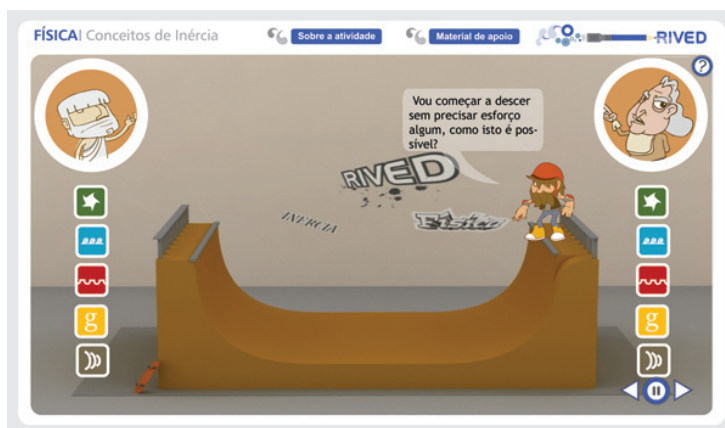 FÍSICA| Conceitos de Inércia
Sobre a atividade
Material de apoio
RIVED
?
Vou começar a descer
sem precisar esforço
algum, como isto é pos-
sível?
RIVED
INERCIA
Física
g
g